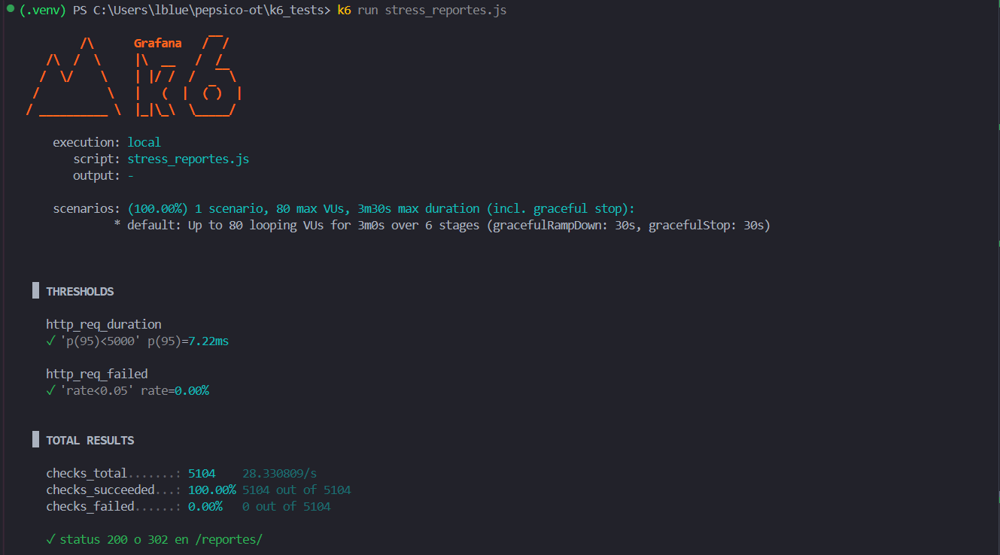 (.venv) PS C:\Users\lblue\pepsico-ot\k6_tests> k6 run stress_reportes.js
Grafana
execution: local
script: stress_reportes.js
output: -
scenarios: (100.00%) 1 scenario, 80 max VUs, 3m30s max duration (incl. graceful stop):
* default: Up to 80 looping VUs for 3m0s over 6 stages (gracefulRampDown: 30s, gracefulStop: 30s)
THRESHOLDS
http_req_duration
✓ 'p(95)<5000' p(95)=7.22ms
http_req_failed
✓ 'rate<0.05' rate=0.00%
TOTAL RESULTS
checks_total.......: 5104 28.330809/s
checks_succeeded...: 100.00% 5104 out of 5104
checks_failed......: 0.00% 0 out of 5104
✓ status 200 o 302 en /reportes/